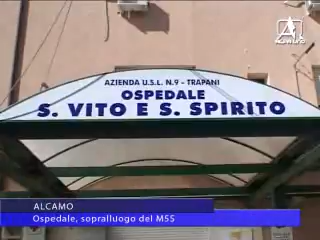 AZIENDA U.S.L. N.9 - TRAPANI
OSPEDALE
S. VITO E S. SPIRITO
ALCAMO
Ospedale, sopralluogo del M5S